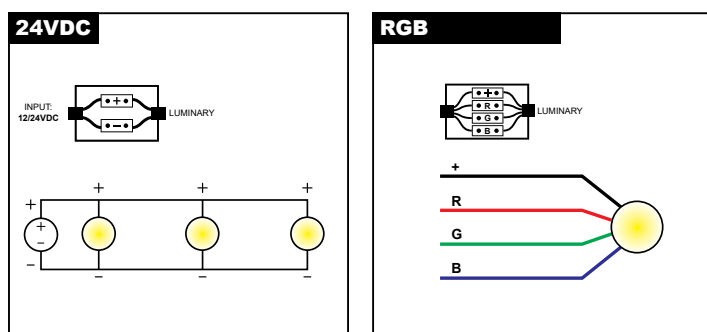 24VDC
+
−
INPUT:
12/24VDC
LUMINARY
+ + + +
+
−
− − − −
RGB
+
R
G
B
LUMINARY
+
R
G
B